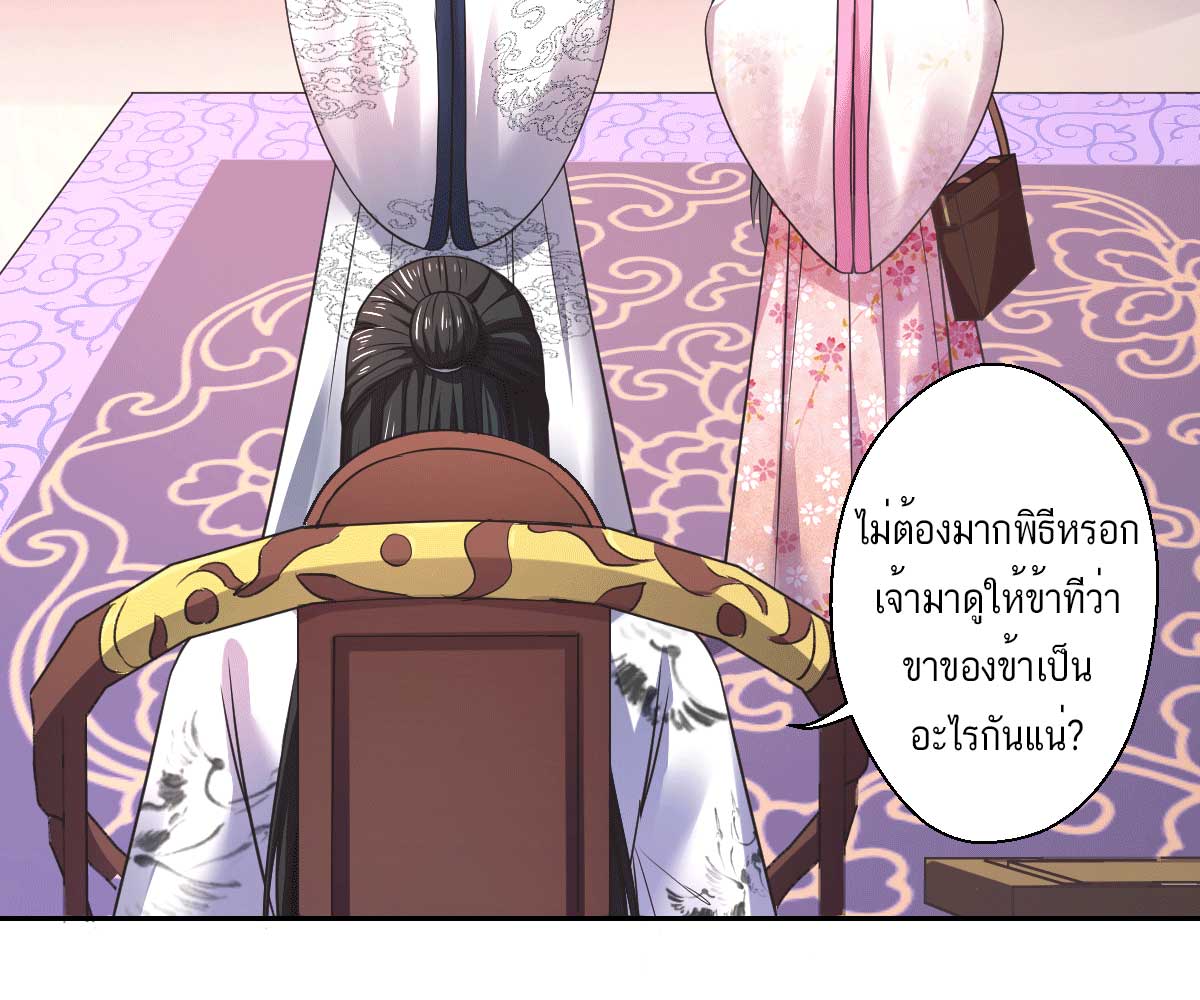 ไม่ต้องมากพิธีหรอก
เจ้ามาดูให้ข้าทีว่า
ขาของข้าเป็น
อะไรกันแน่?